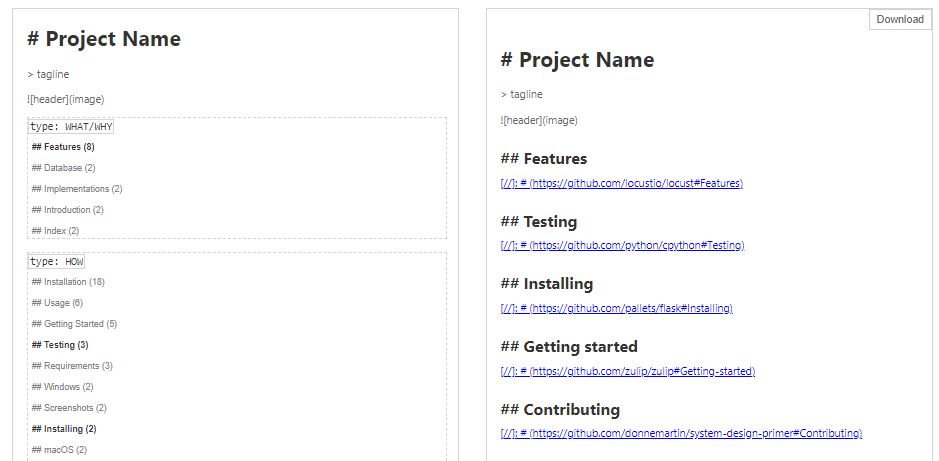 # Project Name
> tagline
![header](image)
type: WHAT/WHY
## Features (8)
## Database (2)
## Implementations (2)
## Introduction (2)
## Index (2)
type: HOW
## Installation (18)
## Usage (6)
## Getting Started (5)
## Testing (3)
## Requirements (3)
## Windows (2)
## Screenshots (2)
## Installing (2)
## macOS (2)
Download
# Project Name
> tagline
![header](image)
## Features
[//]: # (https://github.com/locustio/locust#Features)
## Testing
[//]: # (https://github.com/python/cpython#Testing)
## Installing
[//]: # (https://github.com/pallets/flask#Installing)
## Getting started
[//]: # (https://github.com/zulip/zulip#Getting-started)
## Contributing
[//]: # (https://github.com/donnemartin/system-design-primer#Contributing)